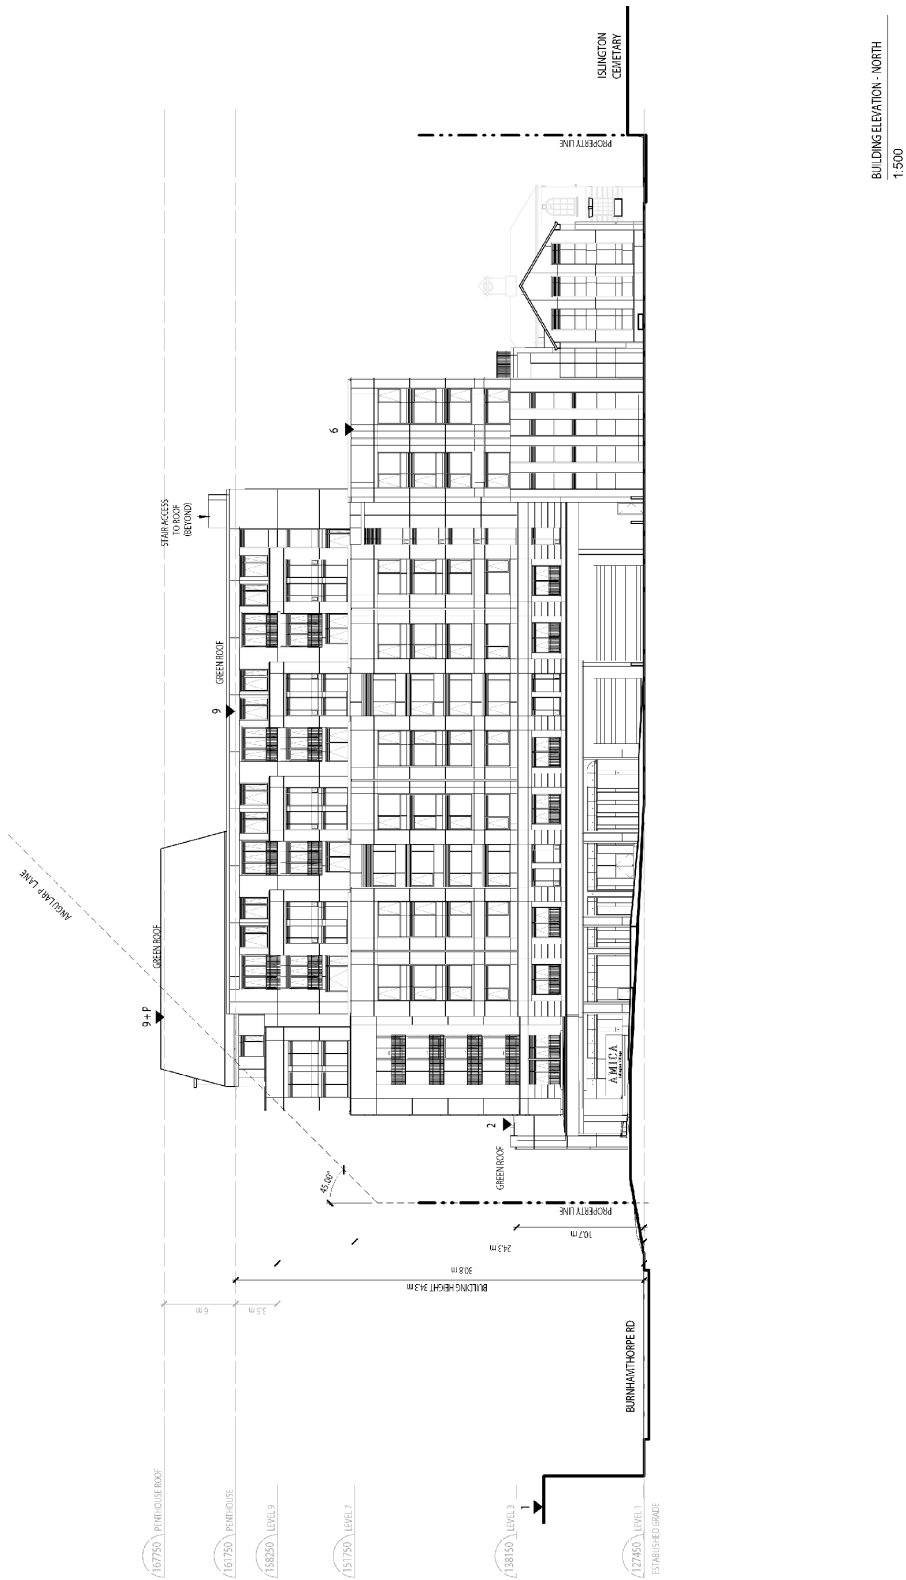 BUILDING ELEVATION - NORTH
1:500
167750 PENTHOUSE ROOF
161750 PENTHOUSE
158250 LEVEL 9
151750 LEVEL 7
138150 LEVEL 3
127450 LEVEL 1
ESTABLISHED GRADE
1
BURNHAMTHORPE RD
6 m
3.5 m
BUILDING HEIGHT 34.3 m
30.8 m
24.3 m
10.7 m
PROPERTY LINE
45.00°
ANGULAR P LANE
GREEN ROOF
2
9 + P
GREEN ROOF
AMICA
9
GREEN ROOF
STAIR ACCESS
TO ROOF
(BEYOND)
6
PROPERTY LINE
ISLINGTON
CEMETARY